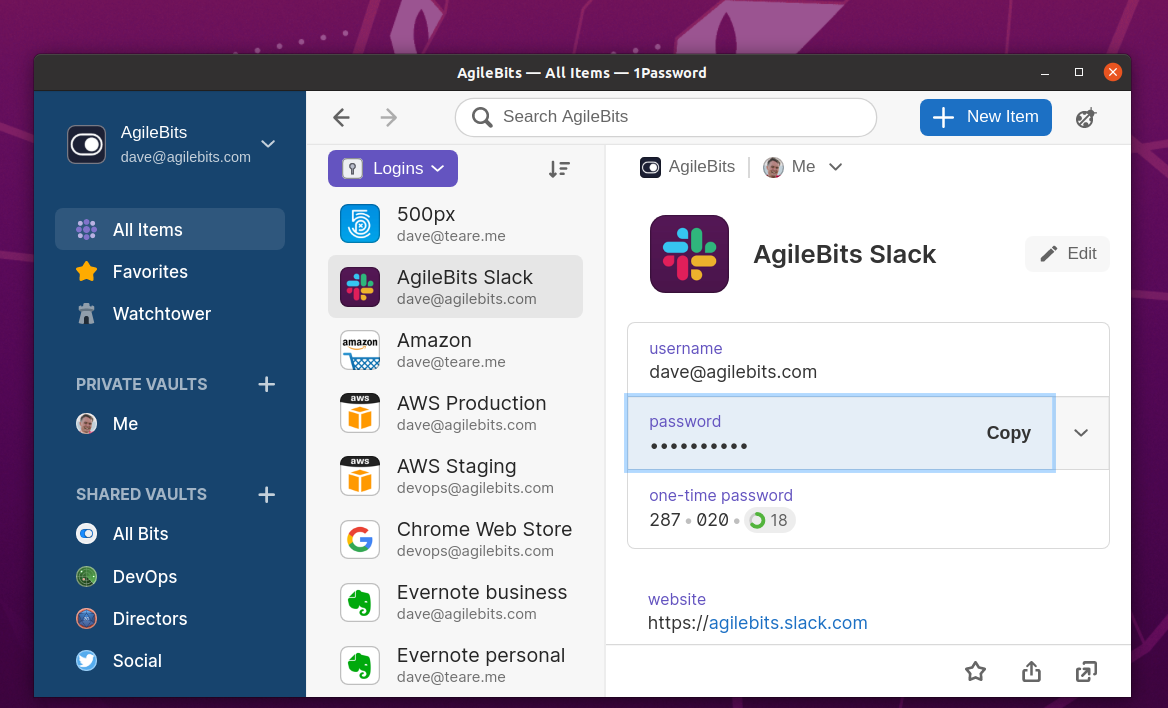 AgileBits — All Items — 1Password
AgileBits
dave@agilebits.com
All Items
Favorites
Watchtower
PRIVATE VAULTS
Me
SHARED VAULTS
All Bits
DevOps
Directors
Social
Search AgileBits
New Item
Logins
500px
dave@teare.me
AgileBits Slack
dave@agilebits.com
amazon
Amazon
dave@teare.me
aws
AWS Production
dave@agilebits.com
aws
AWS Staging
devops@agilebits.com
Chrome Web Store
devops@agilebits.com
Evernote business
dave@agilebits.com
Evernote personal
dave@teare.me
AgileBits
Me
AgileBits Slack
Edit
username
dave@agilebits.com
password
••••••••••
Copy
one-time password
287 • 020 • 18
website
https://agilebits.slack.com